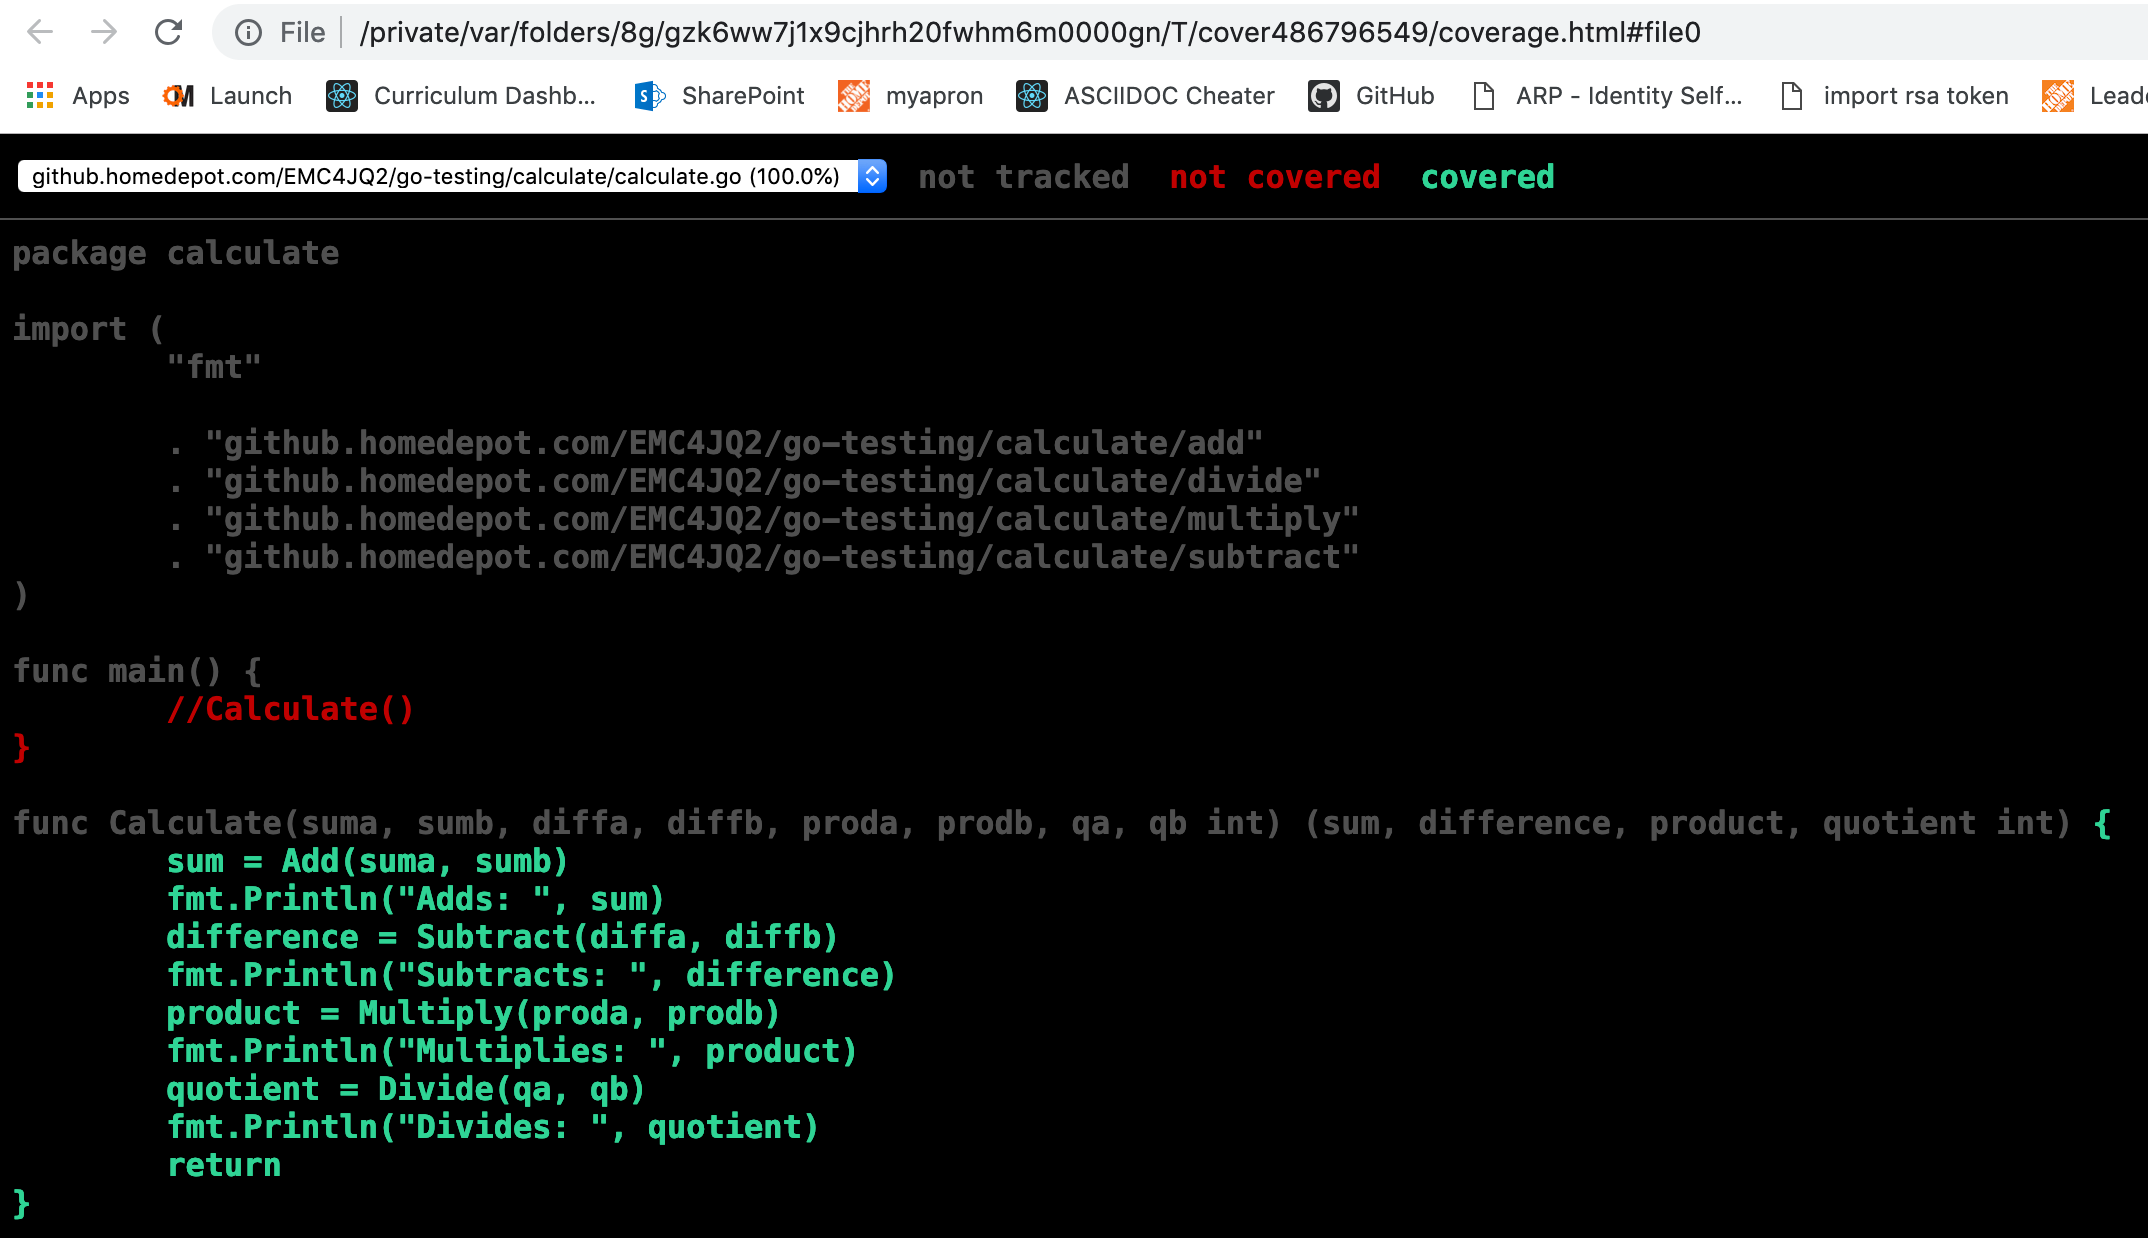 File /private/var/folders/8g/gzk6ww7j1x9cjhrh20fwhm6m0000gn/T/cover486796549/coverage.html#file0
Apps Launch Curriculum Dashb... SharePoint myapron ASCIIDOC Cheater GitHub ARP - Identity Self... import rsa token
github.homedepot.com/EMC4JQ2/go-testing/calculate/calculate.go (100.0%) not tracked not covered covered
package calculate
import (
"fmt"
. "github.homedepot.com/EMC4JQ2/go-testing/calculate/add"
. "github.homedepot.com/EMC4JQ2/go-testing/calculate/divide"
. "github.homedepot.com/EMC4JQ2/go-testing/calculate/multiply"
. "github.homedepot.com/EMC4JQ2/go-testing/calculate/subtract"
)
func main() {
//Calculate()
}
func Calculate(suma, sumb, diffa, diffb, proda, prodb, qa, qb int) (sum, difference, product, quotient int) {
sum = Add(suma, sumb)
fmt.Println("Adds: ", sum)
difference = Subtract(diffa, diffb)
fmt.Println("Subtracts: ", difference)
product = Multiply(proda, prodb)
fmt.Println("Multiplies: ", product)
quotient = Divide(qa, qb)
fmt.Println("Divides: ", quotient)
return
}